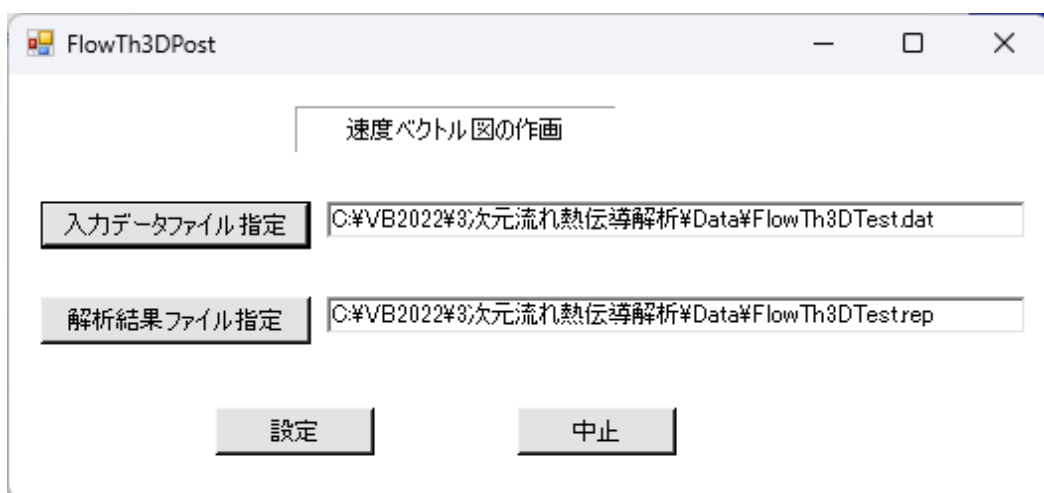 FlowTh3DPost
速度ベクトル図の作画
入力データファイル指定
C:¥VB2022¥3次元流れ熱伝導解析¥Data¥FlowTh3DTest.dat
解析結果ファイル指定
C:¥VB2022¥3次元流れ熱伝導解析¥Data¥FlowTh3DTest.rep
設定
中止